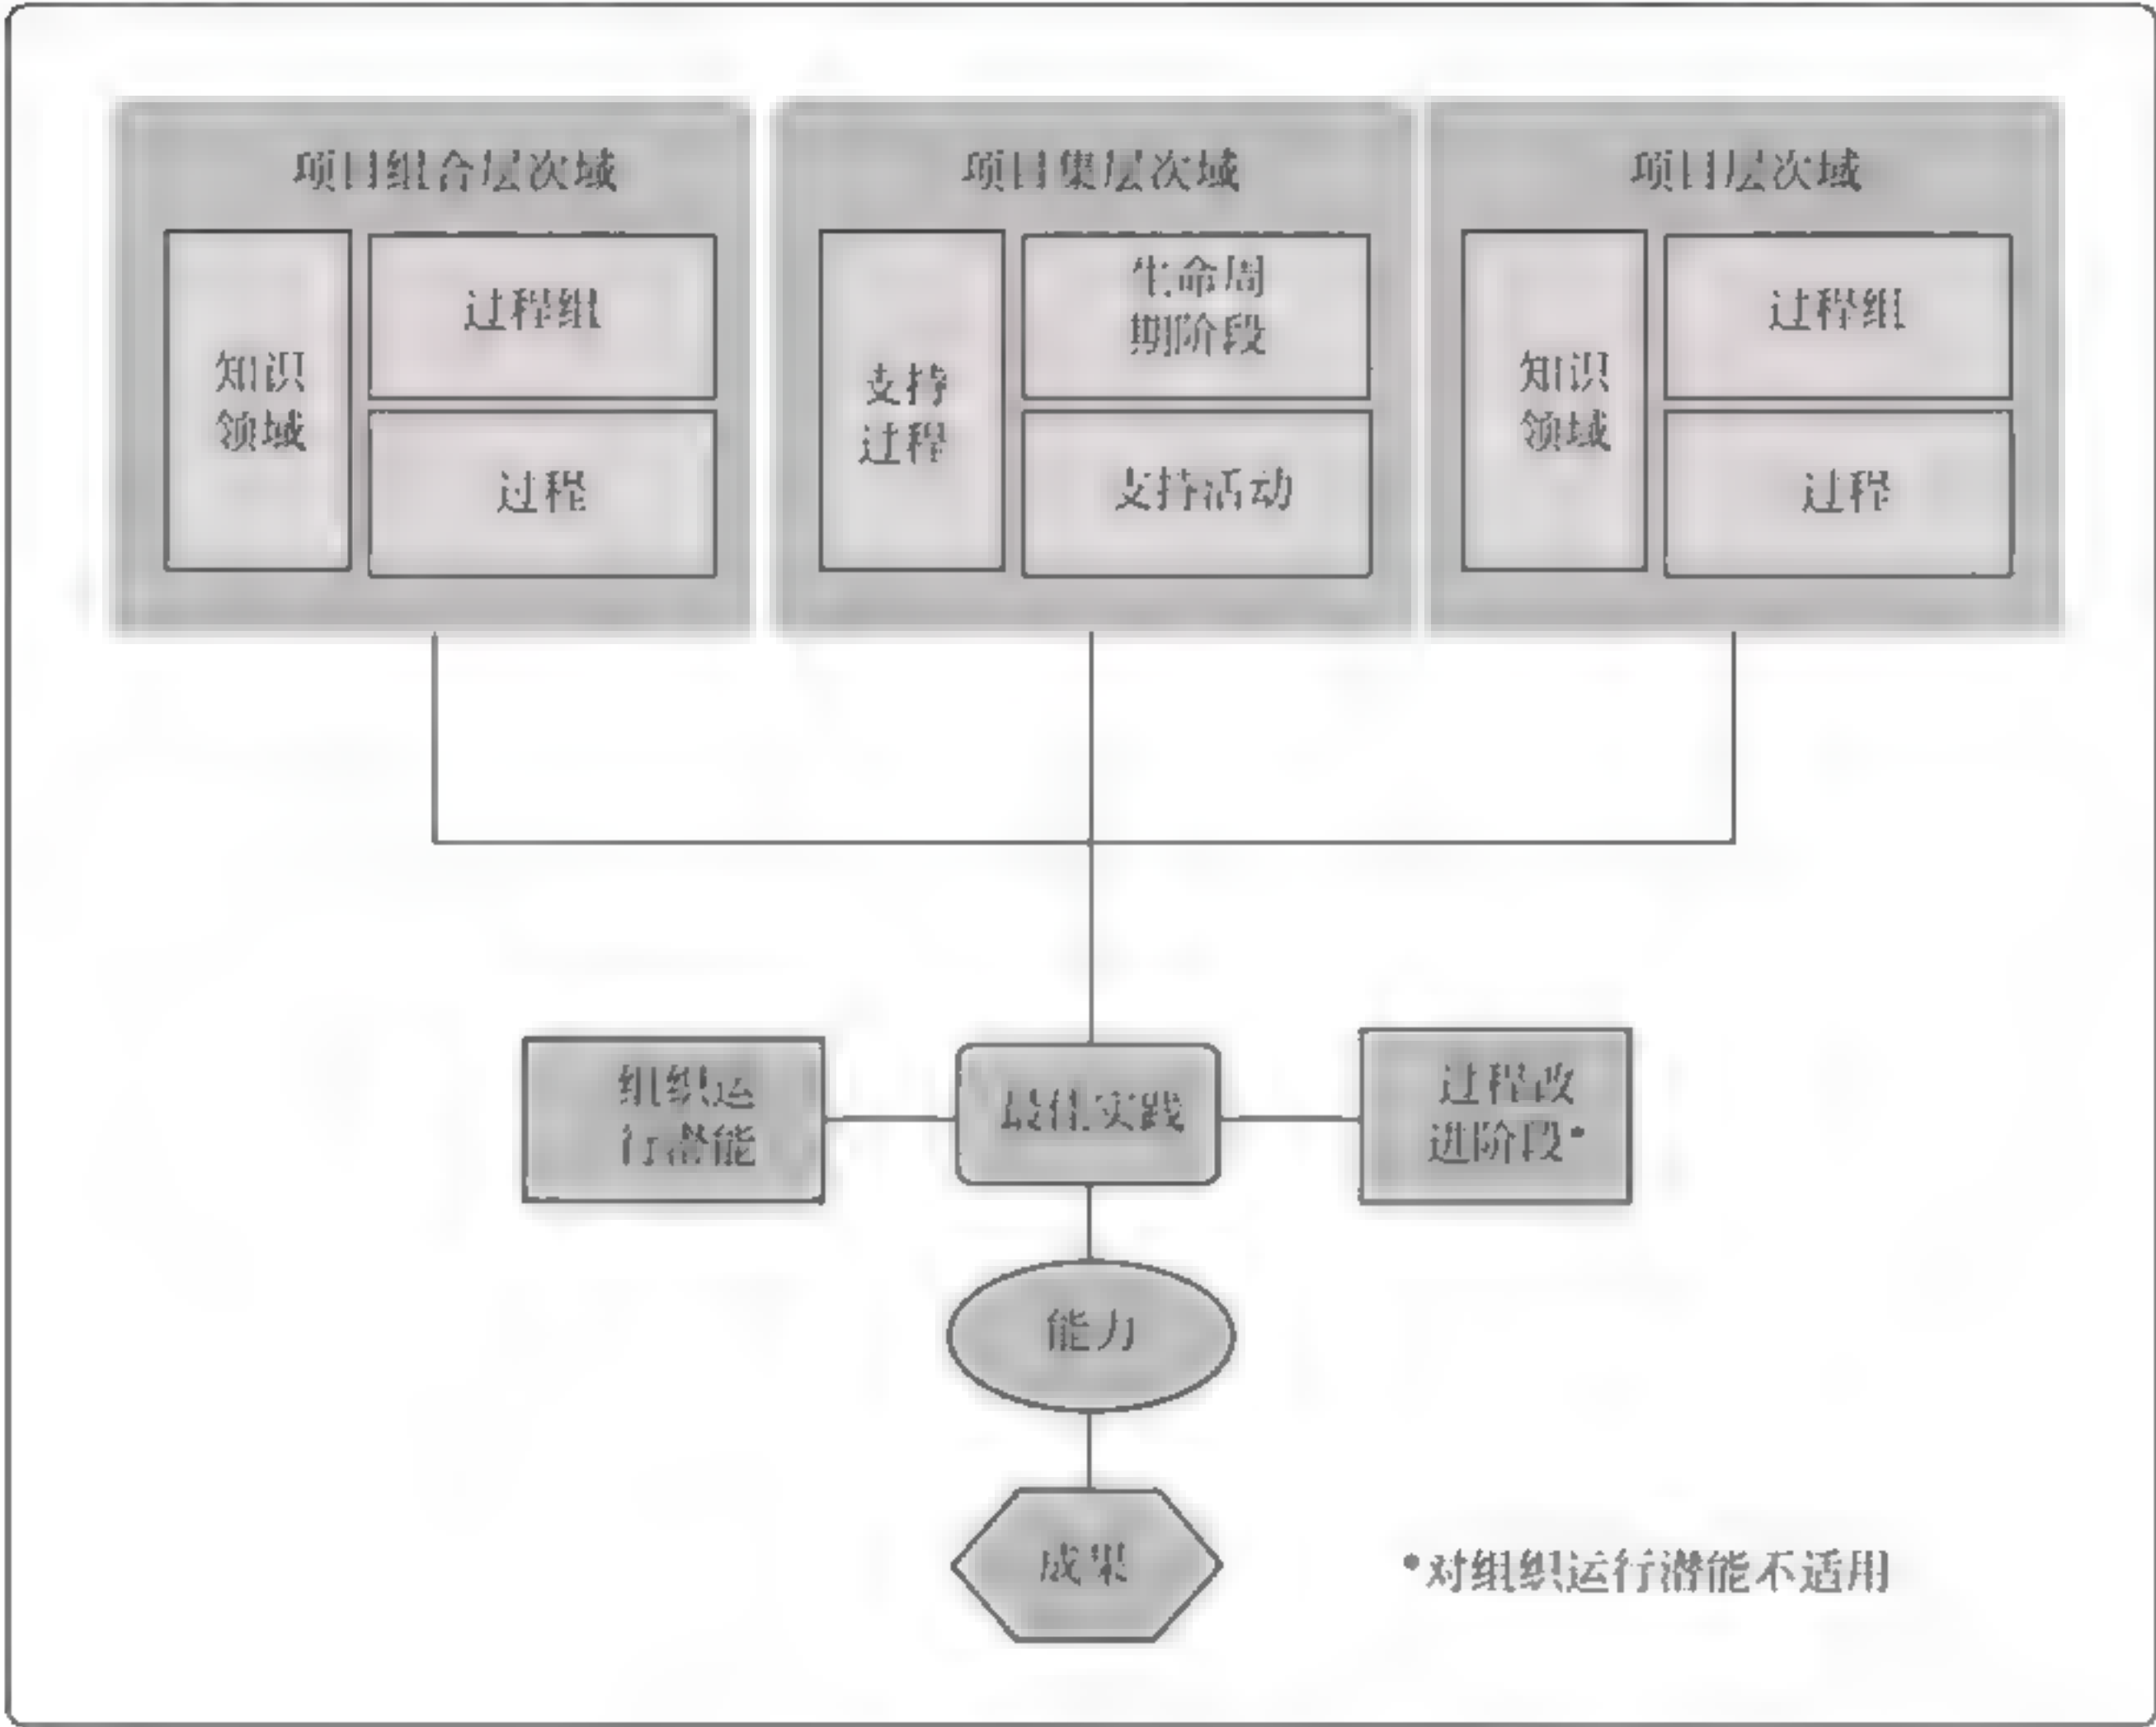 项目组合层次域
知识
领域
过程组
过程
项目集层次域
支持
过程
生命周
期阶段
支持活动
项目层次域
知识
领域
过程组
过程
组织运
行潜能
最佳实践
过程改
进阶段*
能力
成果
*对组织运行潜能不适用